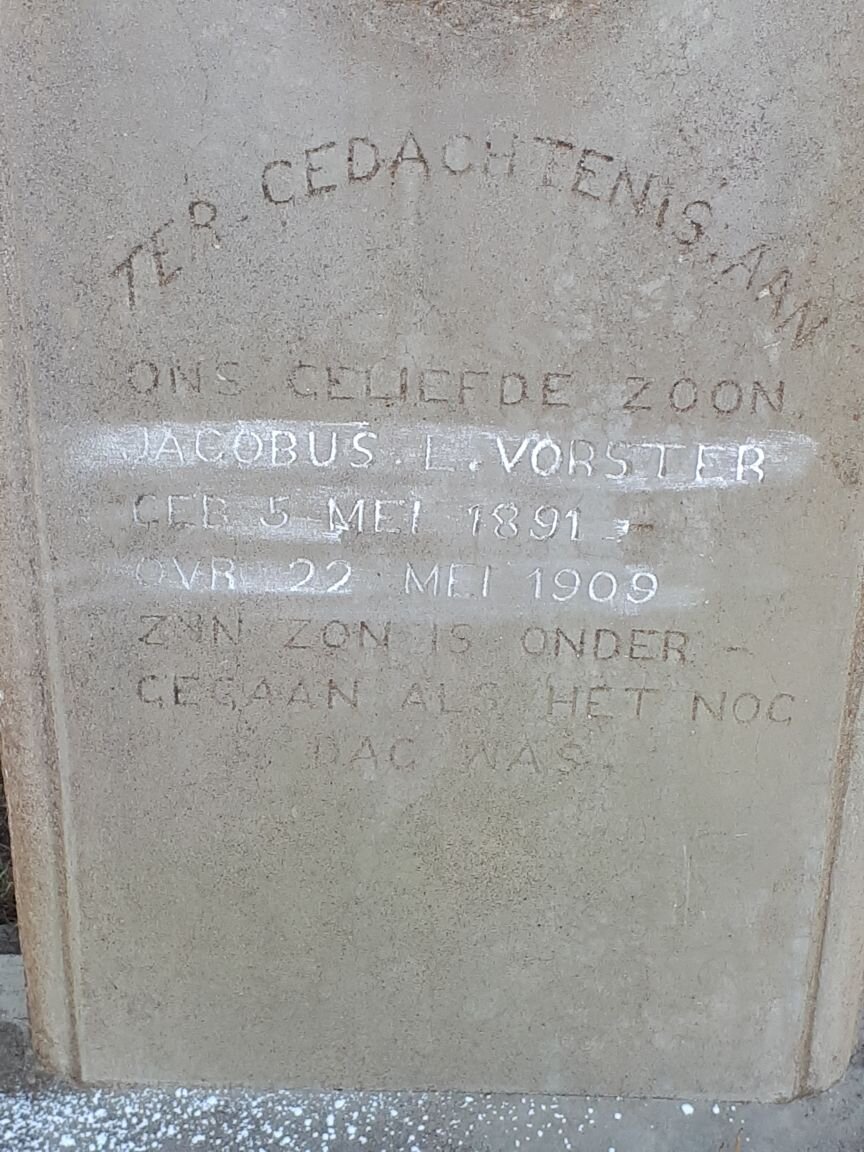 TER GEDACHTENIS. AAN
ONS GELIEFDE ZOON
JACOBUS. L. VORSTER
GEB 5 MEI 1891 -
OVR 22 MEI 1909
ZYN ZON IS ONDER -
GEGAAN ALS HET NOG
DAG WAS.